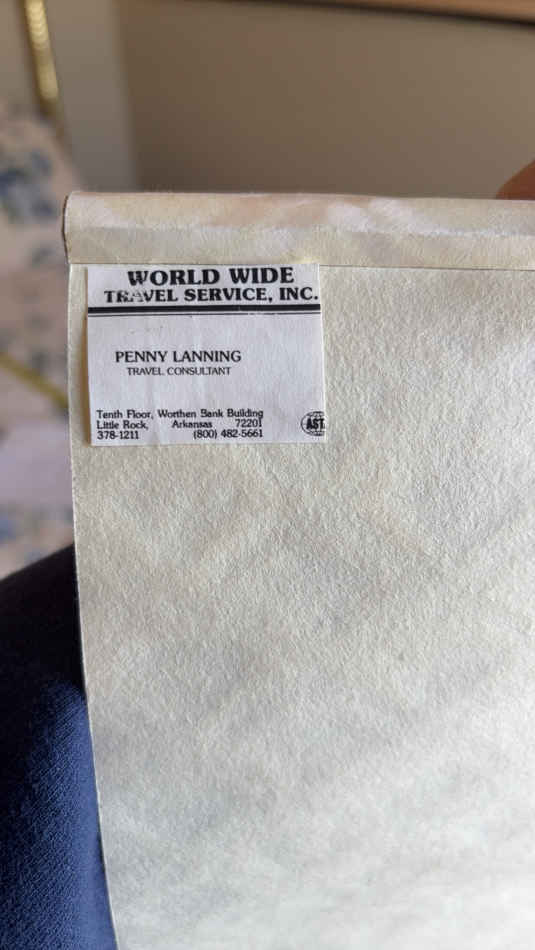 WORLD WIDE
TRAVEL SERVICE, INC.
PENNY LANNING
TRAVEL CONSULTANT
Tenth Floor, Worthen Bank Building
Little Rock, Arkansas 72201
378-1211 (800) 482-5661
AST